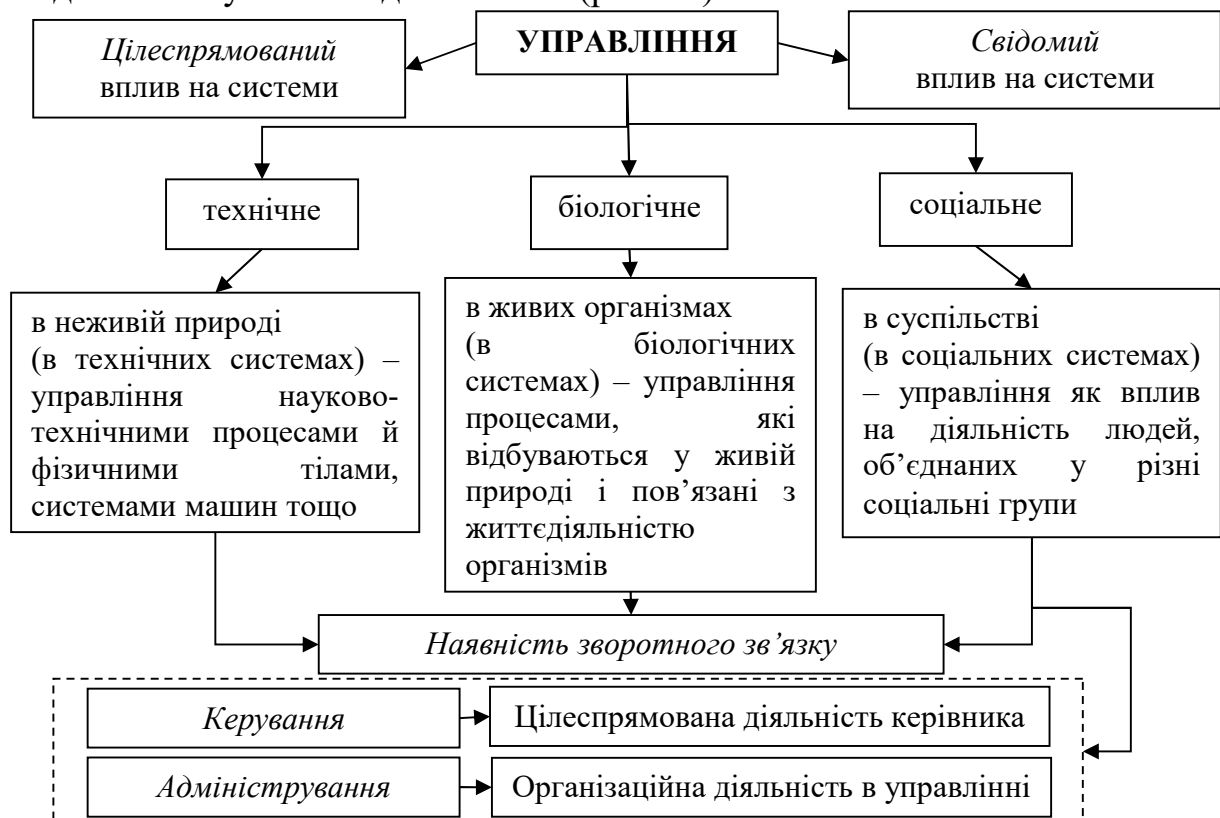 УПРАВЛІННЯ
Цілеспрямований
вплив на системи
Свідомий
вплив на системи
технічне
біологічне
соціальне
в неживій природі
(в технічних системах) –
управління науково-
технічними процесами й
фізичними тілами,
системами машин тощо
в живих організмах
(в біологічних
системах) – управління
процесами, які
відбуваються у живій
природі і пов’язані з
життєдіяльністю
організмів
в суспільстві
(в соціальних системах)
– управління як вплив
на діяльність людей,
об’єднаних у різні
соціальні групи
Наявність зворотного зв’язку
Керування
Цілеспрямована діяльність керівника
Адміністрування
Організаційна діяльність в управлінні